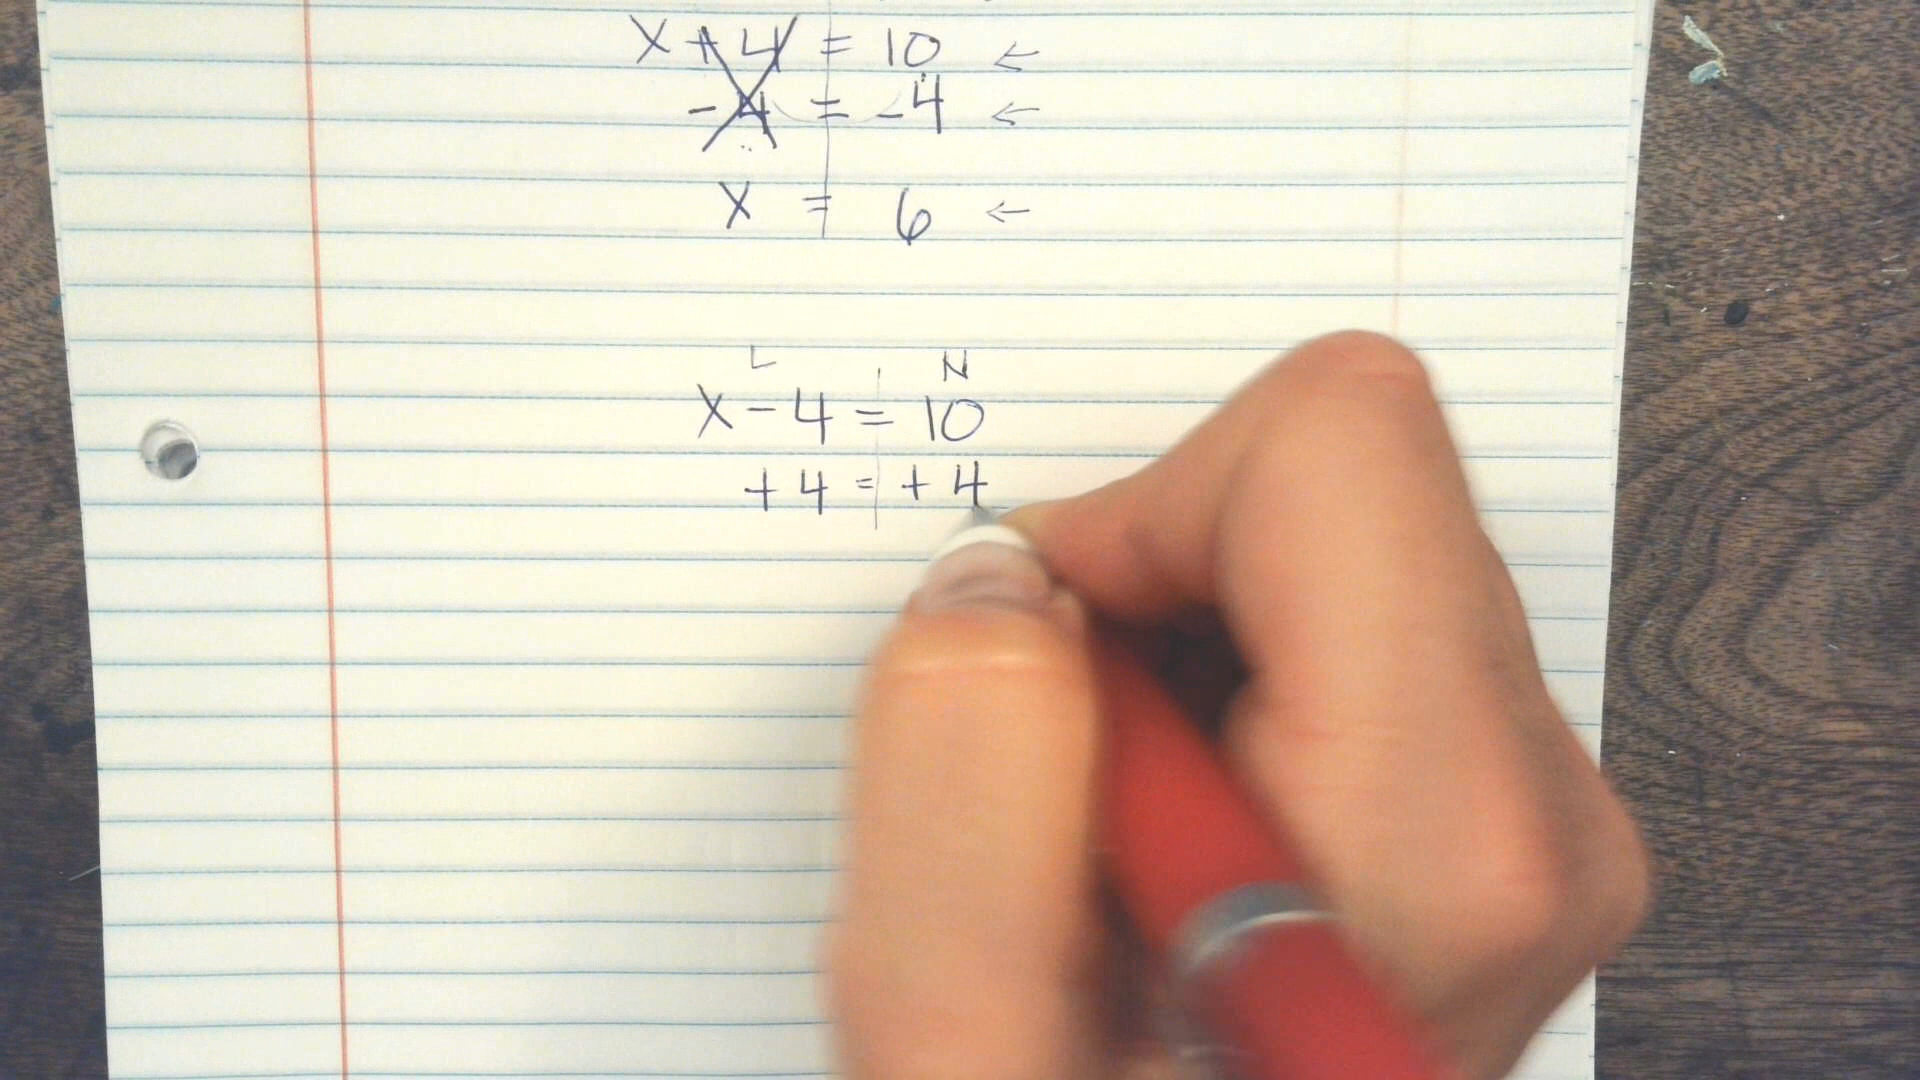 x + 4 = 10 ←
- 4 = - 4 ←
x = 6 ←
L N
x - 4 = 10
+ 4 = + 4